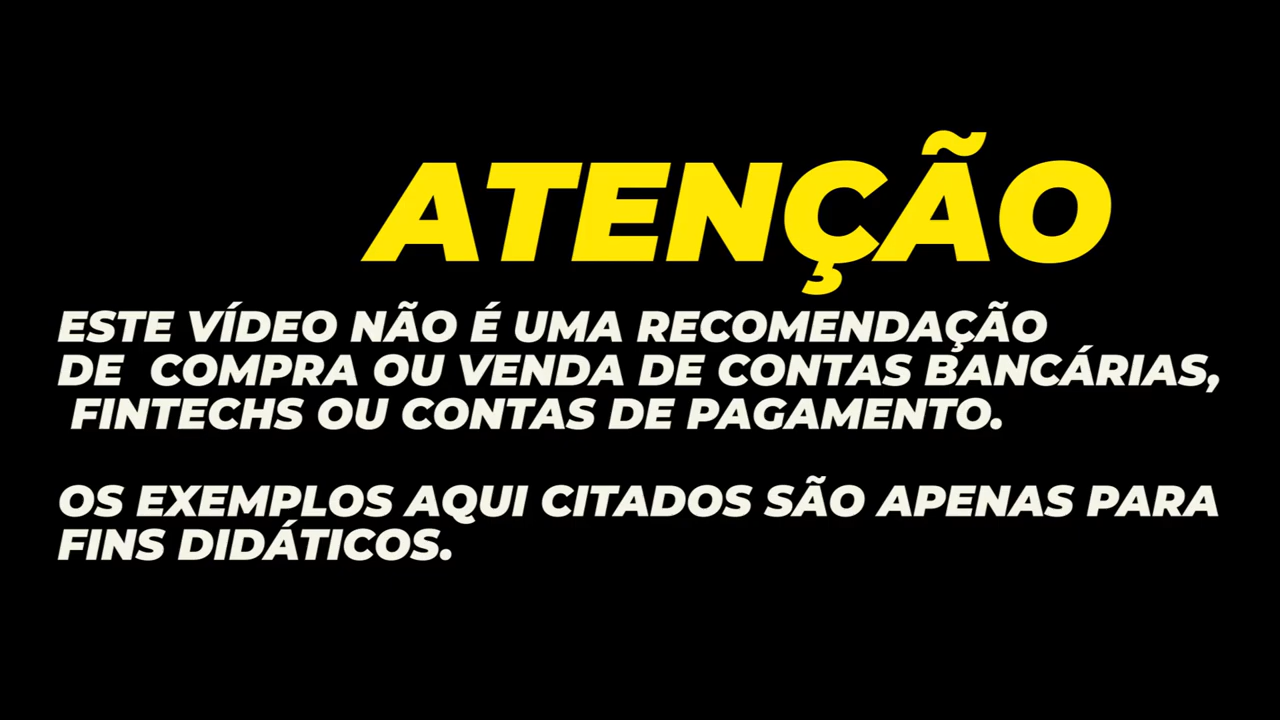 ATENÇÃO
ESTE VÍDEO NÃO É UMA RECOMENDAÇÃO
DE COMPRA OU VENDA DE CONTAS BANCÁRIAS,
FINTECHS OU CONTAS DE PAGAMENTO.
OS EXEMPLOS AQUI CITADOS SÃO APENAS PARA
FINS DIDÁTICOS.